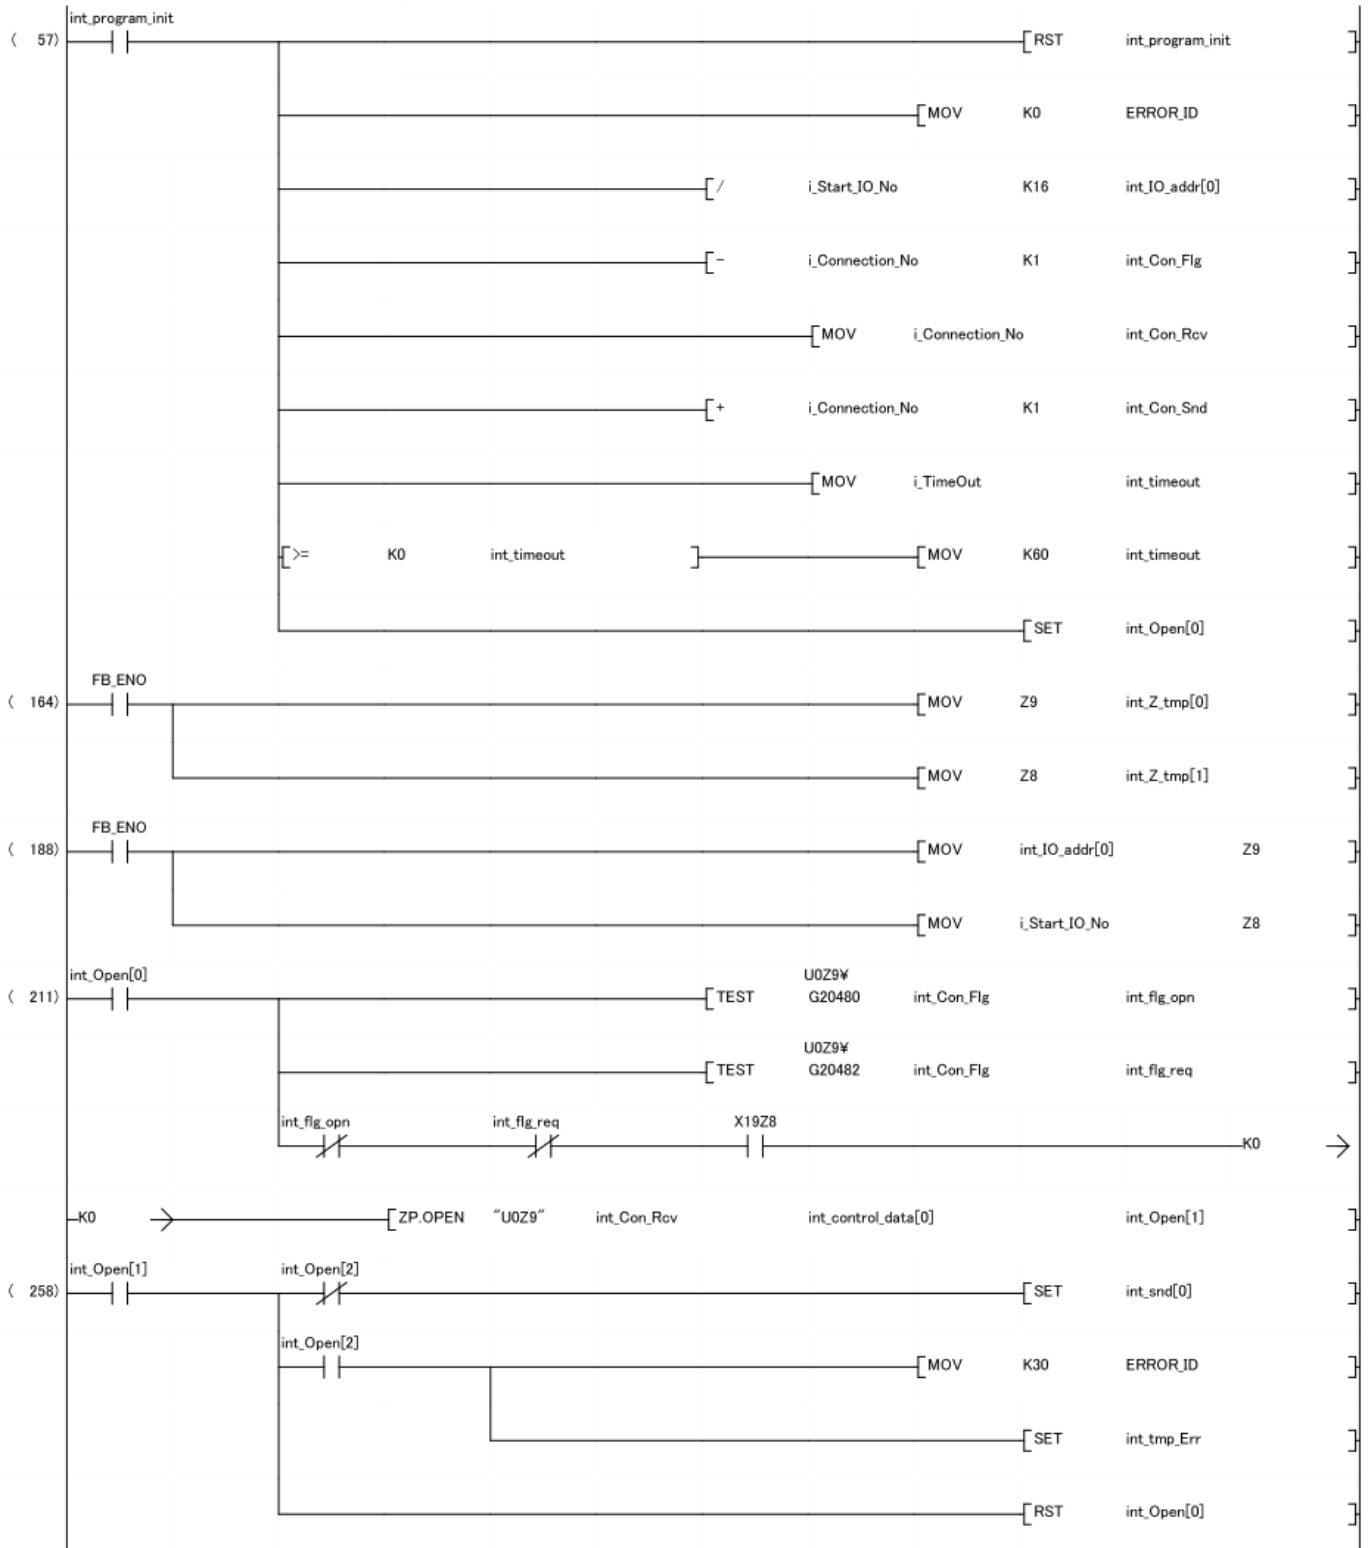 int_program_init
( 57) RST int_program_init
MOV K0 ERROR_ID
/ i_Start_IO_No K16 int_IO_addr[0]
- i_Connection_No K1 int_Con_Flg
MOV i_Connection_No int_Con_Rcv
+ i_Connection_No K1 int_Con_Snd
MOV i_TimeOut int_timeout
>= K0 int_timeout MOV K60 int_timeout
SET int_Open[0]
FB_ENO
( 164) MOV Z9 int_Z_tmp[0]
MOV Z8 int_Z_tmp[1]
FB_ENO
( 188) MOV int_IO_addr[0] Z9
MOV i_Start_IO_No Z8
int_Open[0] U0Z9¥
( 211) TEST G20480 int_Con_Flg int_flg_opn
U0Z9¥
TEST G20482 int_Con_Flg int_flg_req
int_flg_opn int_flg_req X19Z8
K0
K0 ZP.OPEN "U0Z9" int_Con_Rcv int_control_data[0] int_Open[1]
int_Open[1] int_Open[2]
( 258) SET int_snd[0]
int_Open[2]
MOV K30 ERROR_ID
SET int_tmp_Err
RST int_Open[0]